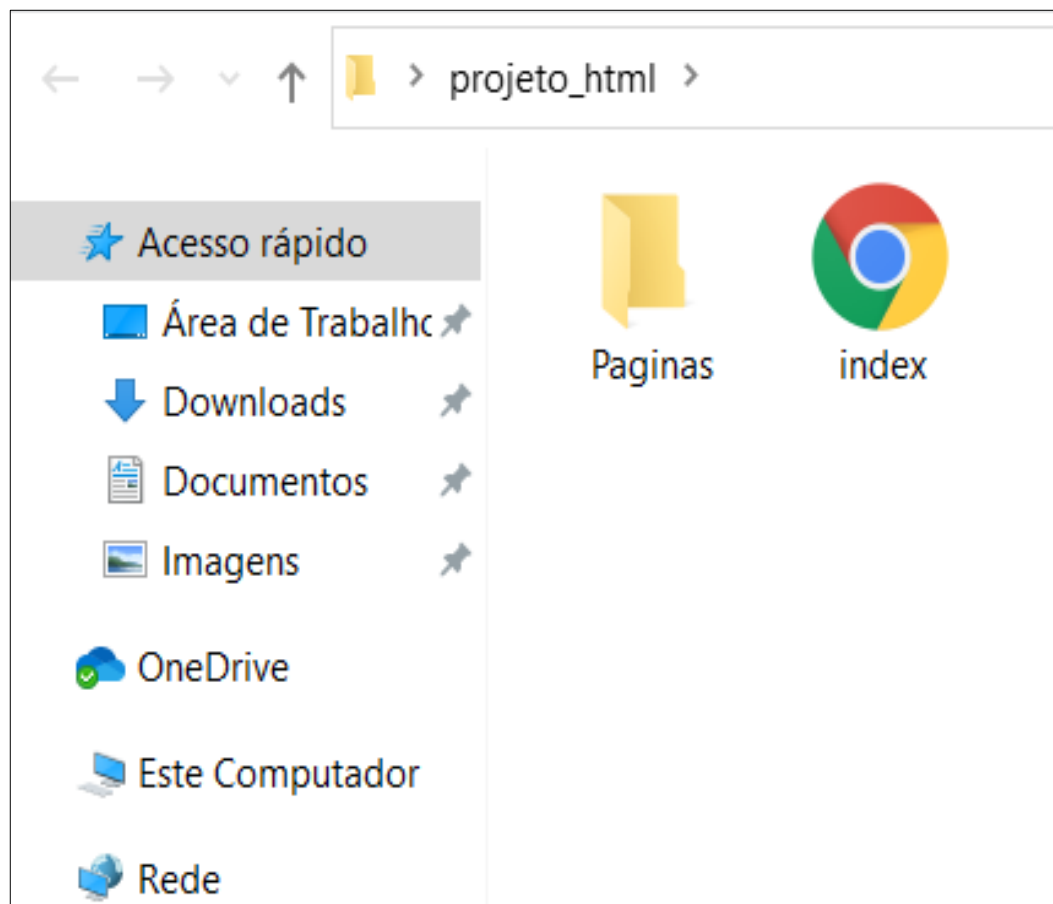 projeto_html
Acesso rápido
Área de Trabalho
Downloads
Documentos
Imagens
OneDrive
Este Computador
Rede
Paginas
index